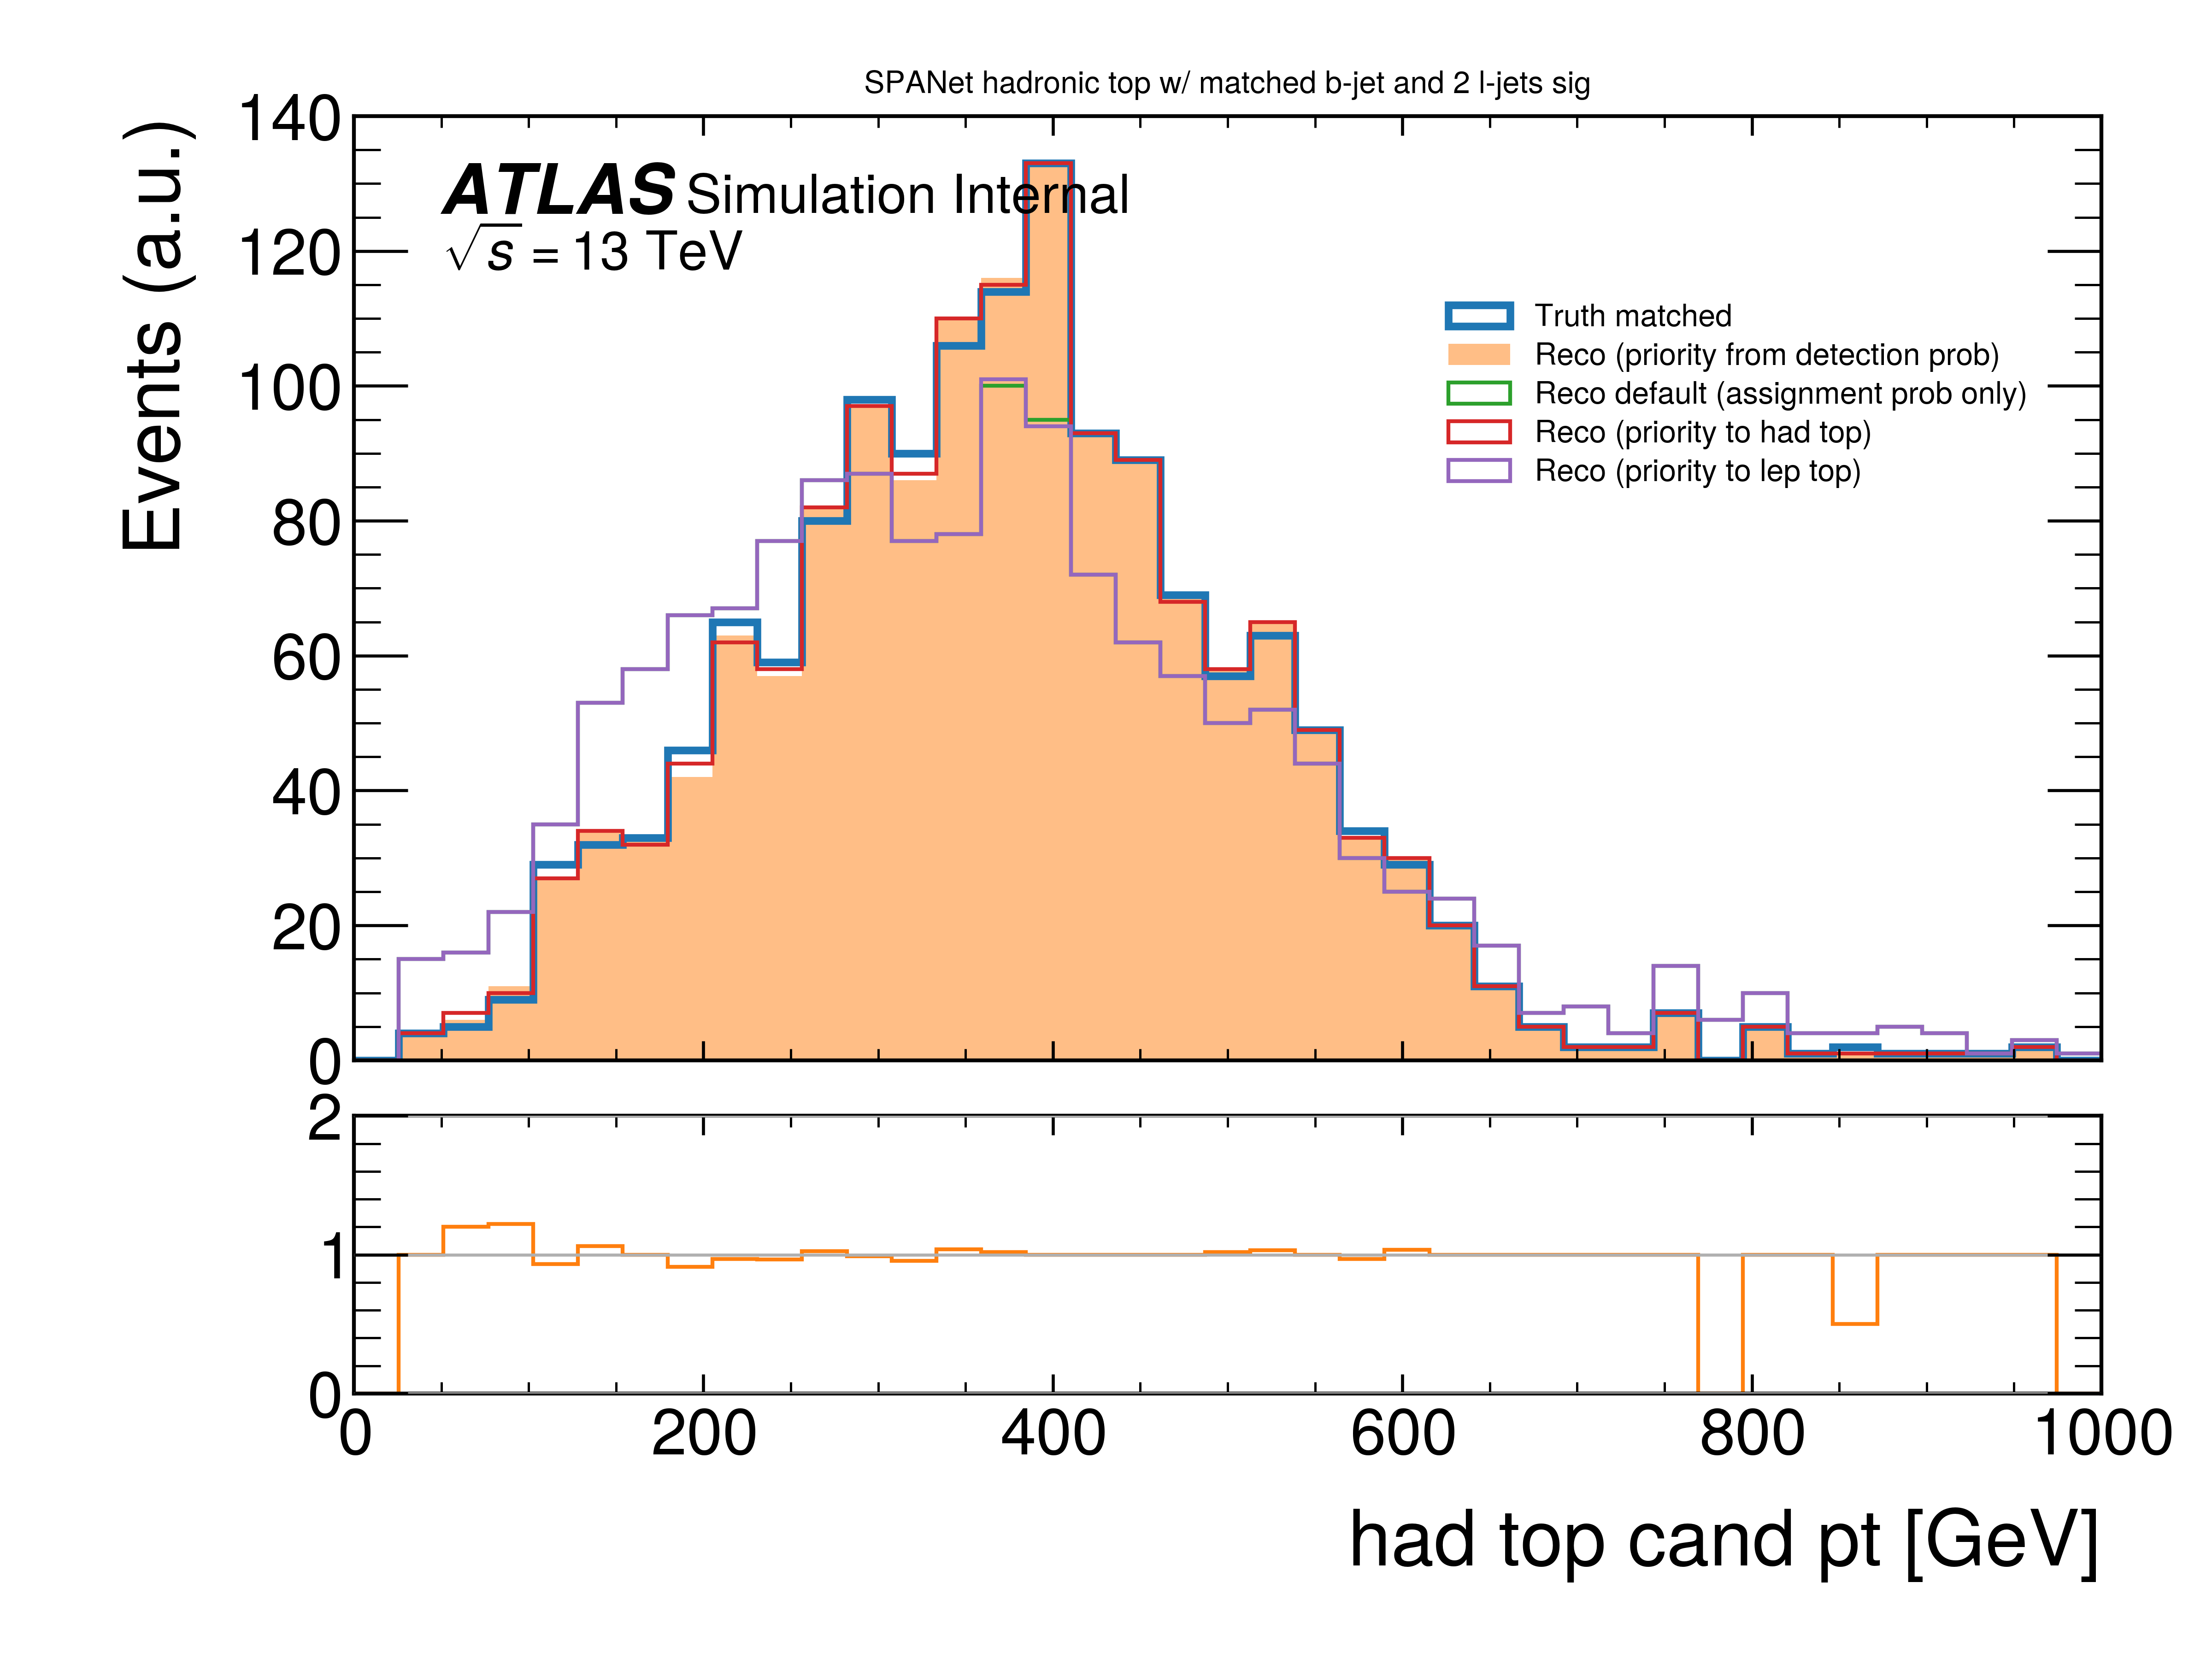 SPANet hadronic top w/ matched b-jet and 2 l-jets sig
Events (a.u.)
140
120
100
80
60
40
20
0
ATLAS Simulation Internal
√s = 13 TeV
Truth matched
Reco (priority from detection prob)
Reco default (assignment prob only)
Reco (priority to had top)
Reco (priority to lep top)
2
1
0
0 200 400 600 800 1000
had top cand pt [GeV]